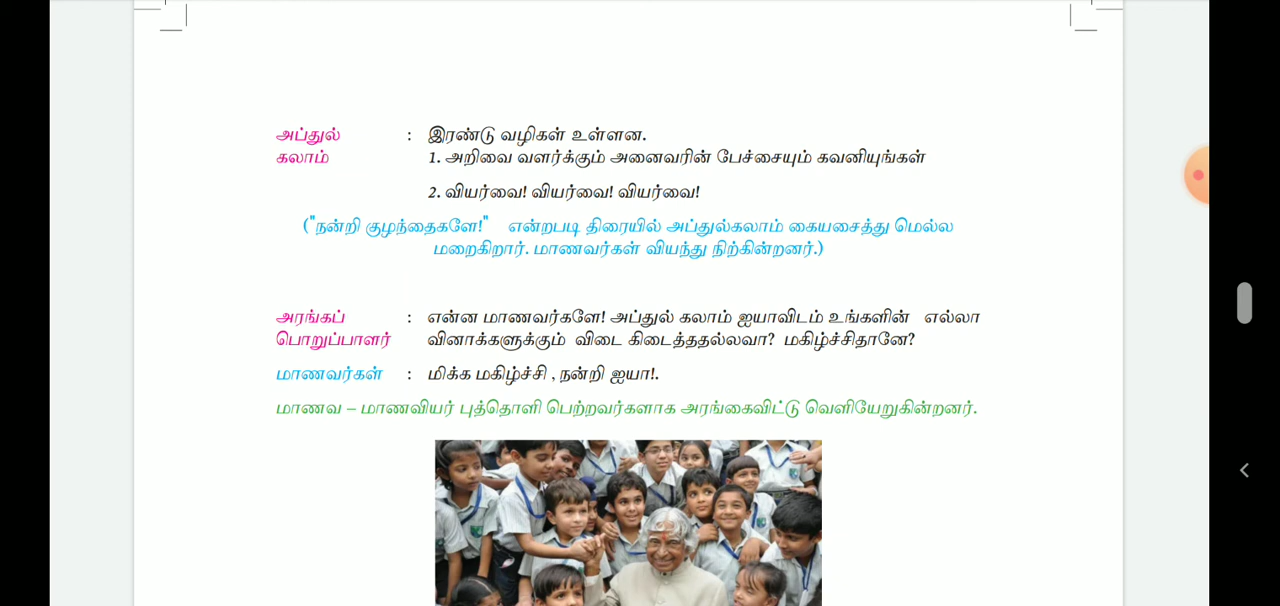 அப்துல் : இரண்டு வழிகள் உள்ளன.
கலாம் 1. அறிவை வளர்க்கும் அனைவரின் பேச்சையும் கவனியுங்கள்
2. வியர்வை! வியர்வை! வியர்வை!
("நன்றி குழந்தைகளே!" என்றபடி திரையில் அப்துல்கலாம் கையசைத்து மெல்ல
மறைகிறார். மாணவர்கள் வியந்து நிற்கின்றனர்.)
அரங்கப் : என்ன மாணவர்களே! அப்துல் கலாம் ஐயாவிடம் உங்களின் எல்லா
பொறுப்பாளர் வினாக்களுக்கும் விடை கிடைத்ததல்லவா? மகிழ்ச்சிதானே?
மாணவர்கள் : மிக்க மகிழ்ச்சி , நன்றி ஐயா!.
மாணவ – மாணவியர் புத்தொளி பெற்றவர்களாக அரங்கைவிட்டு வெளியேறுகின்றனர்.